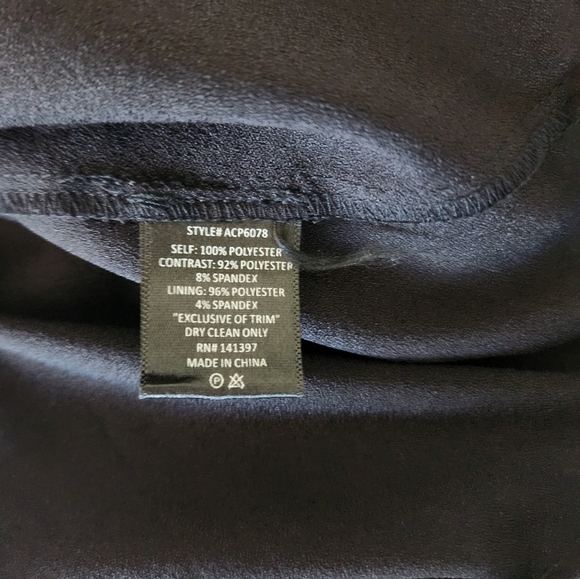 STYLE# ACP6078
SELF: 100% POLYESTER
CONTRAST: 92% POLYESTER
8% SPANDEX
LINING: 96% POLYESTER
4% SPANDEX
"EXCLUSIVE OF TRIM"
DRY CLEAN ONLY
RN# 141397
MADE IN CHINA
P